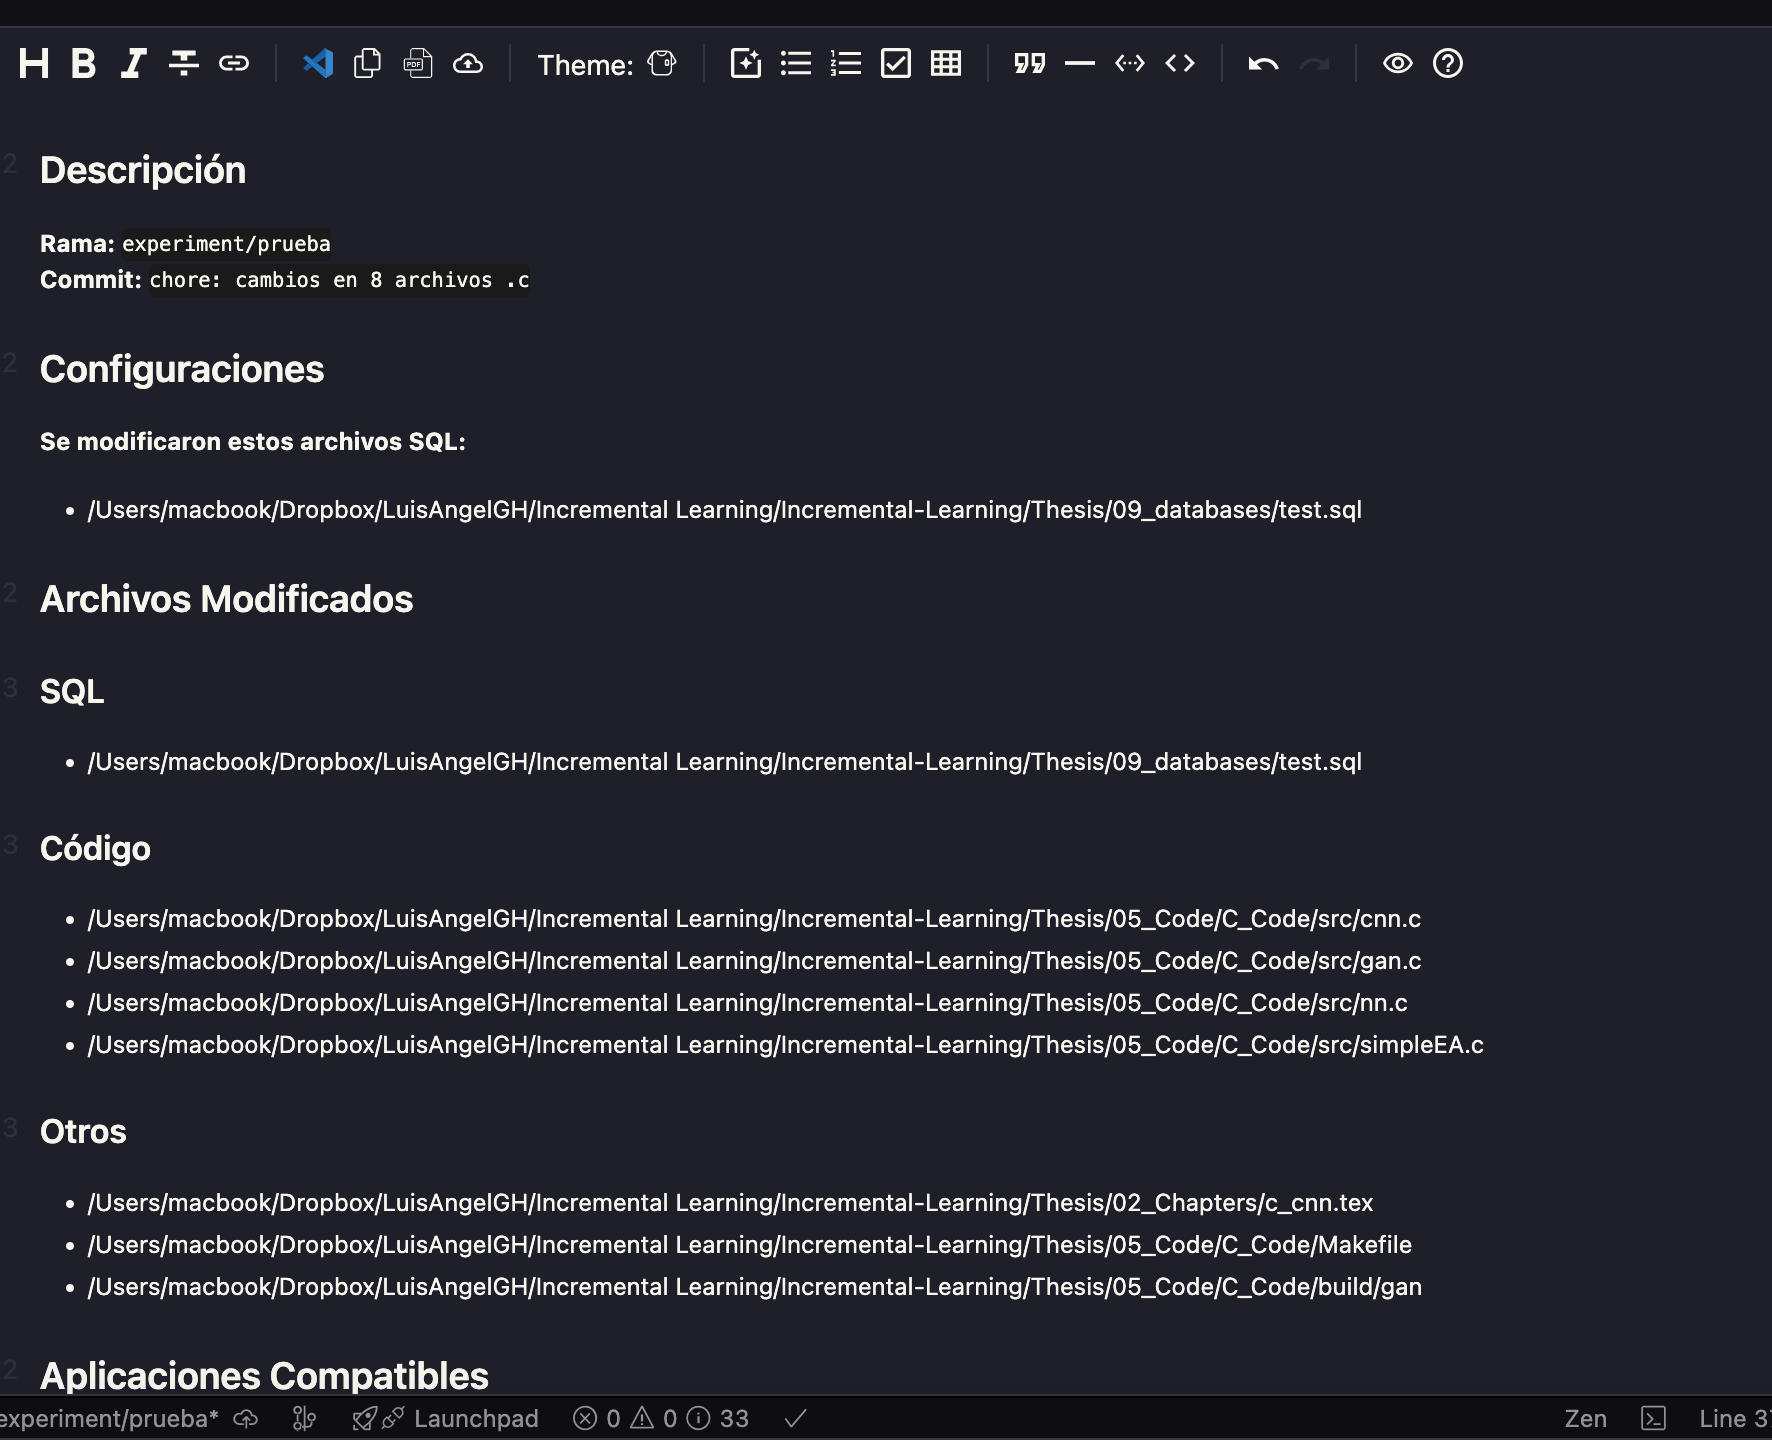 Theme:
2 Descripción
Rama: experiment/prueba
Commit: chore: cambios en 8 archivos .c
2 Configuraciones
Se modificaron estos archivos SQL:
• /Users/macbook/Dropbox/LuisAngelGH/Incremental Learning/Incremental-Learning/Thesis/09_databases/test.sql
2 Archivos Modificados
3 SQL
• /Users/macbook/Dropbox/LuisAngelGH/Incremental Learning/Incremental-Learning/Thesis/09_databases/test.sql
3 Código
• /Users/macbook/Dropbox/LuisAngelGH/Incremental Learning/Incremental-Learning/Thesis/05_Code/C_Code/src/cnn.c
• /Users/macbook/Dropbox/LuisAngelGH/Incremental Learning/Incremental-Learning/Thesis/05_Code/C_Code/src/gan.c
• /Users/macbook/Dropbox/LuisAngelGH/Incremental Learning/Incremental-Learning/Thesis/05_Code/C_Code/src/nn.c
• /Users/macbook/Dropbox/LuisAngelGH/Incremental Learning/Incremental-Learning/Thesis/05_Code/C_Code/src/simpleEA.c
3 Otros
• /Users/macbook/Dropbox/LuisAngelGH/Incremental Learning/Incremental-Learning/Thesis/02_Chapters/c_cnn.tex
• /Users/macbook/Dropbox/LuisAngelGH/Incremental Learning/Incremental-Learning/Thesis/05_Code/C_Code/Makefile
• /Users/macbook/Dropbox/LuisAngelGH/Incremental Learning/Incremental-Learning/Thesis/05_Code/C_Code/build/gan
2 Aplicaciones Compatibles
experiment/prueba* Launchpad 0 0 33 Zen Line 37